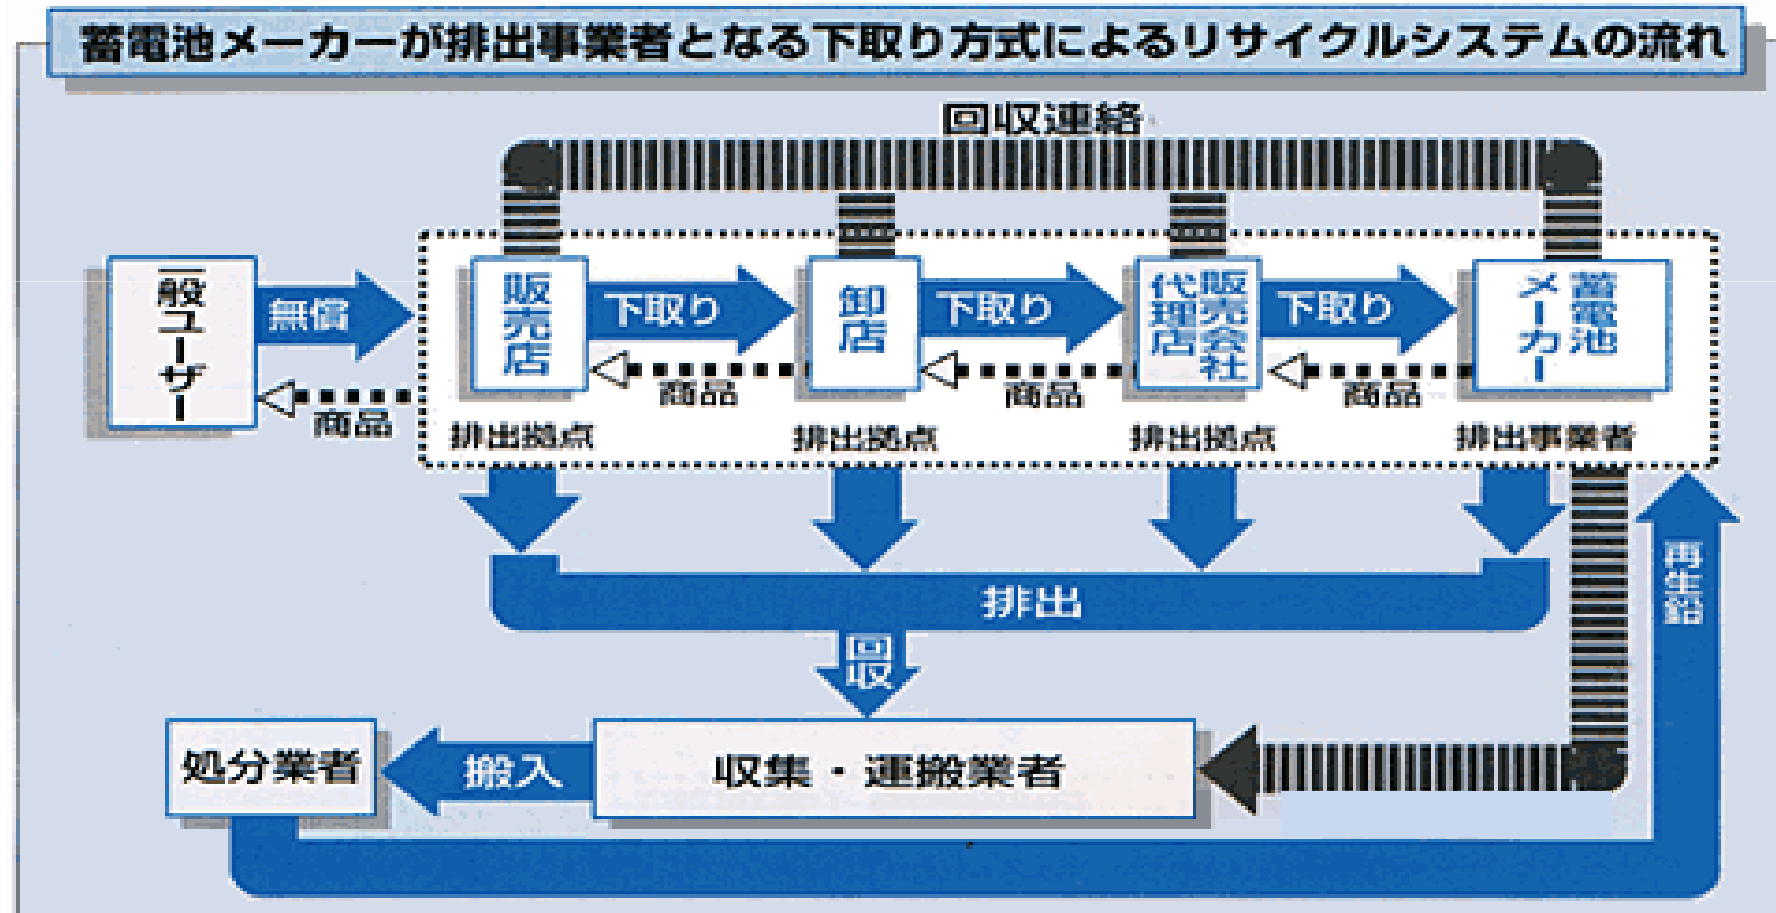 蓄電池メーカーが排出事業者となる下取り方式によるリサイクルシステムの流れ
回収連絡
一般ユーザー
無償
商品
販売店
下取り
商品
卸店
下取り
商品
販売会社
代理店
下取り
商品
蓄電池
メーカー
排出拠点
排出拠点
排出拠点
排出事業者
排出
回収
再生鉛
処分業者
搬入
収集・運搬業者